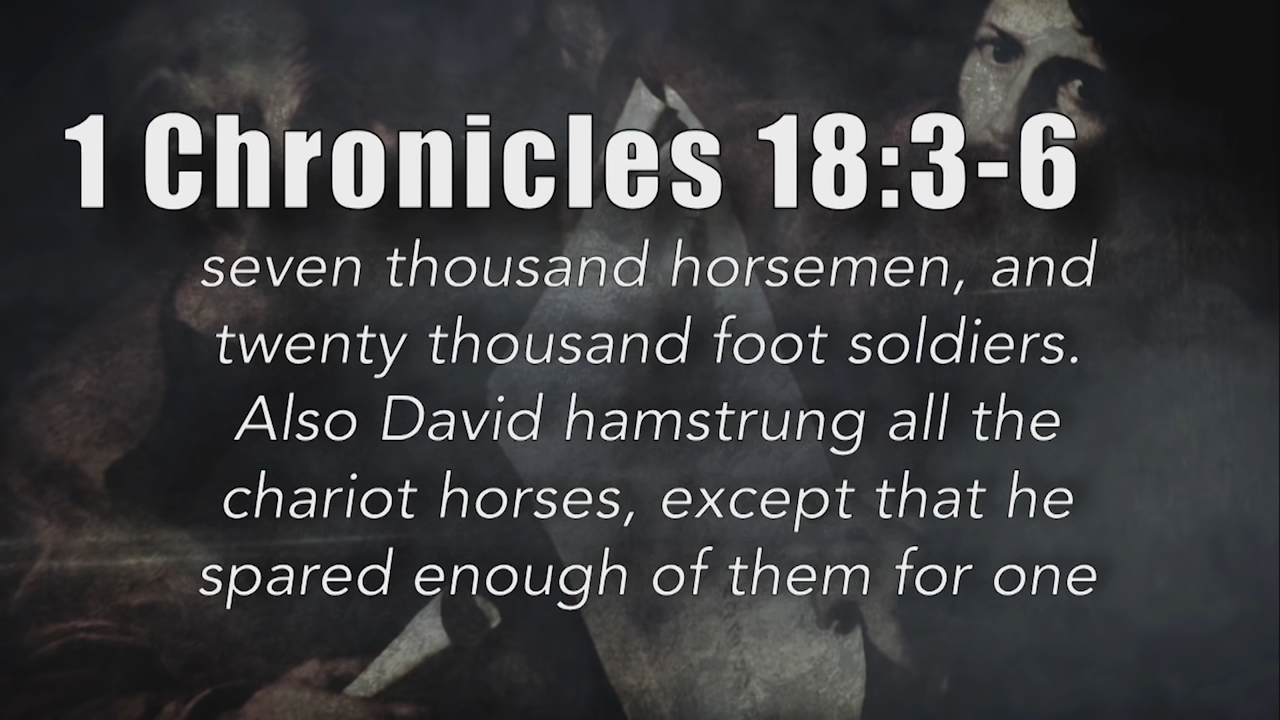 1 Chronicles 18:3-6
seven thousand horsemen, and
twenty thousand foot soldiers.
Also David hamstrung all the
chariot horses, except that he
spared enough of them for one